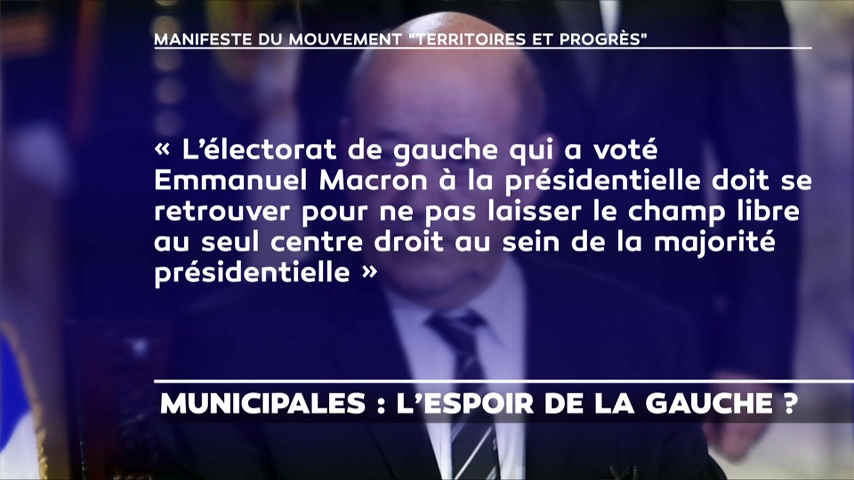 MANIFESTE DU MOUVEMENT "TERRITOIRES ET PROGRÈS"
« L'électorat de gauche qui a voté
Emmanuel Macron à la présidentielle doit se
retrouver pour ne pas laisser le champ libre
au seul centre droit au sein de la majorité
présidentielle »
MUNICIPALES : L'ESPOIR DE LA GAUCHE ?